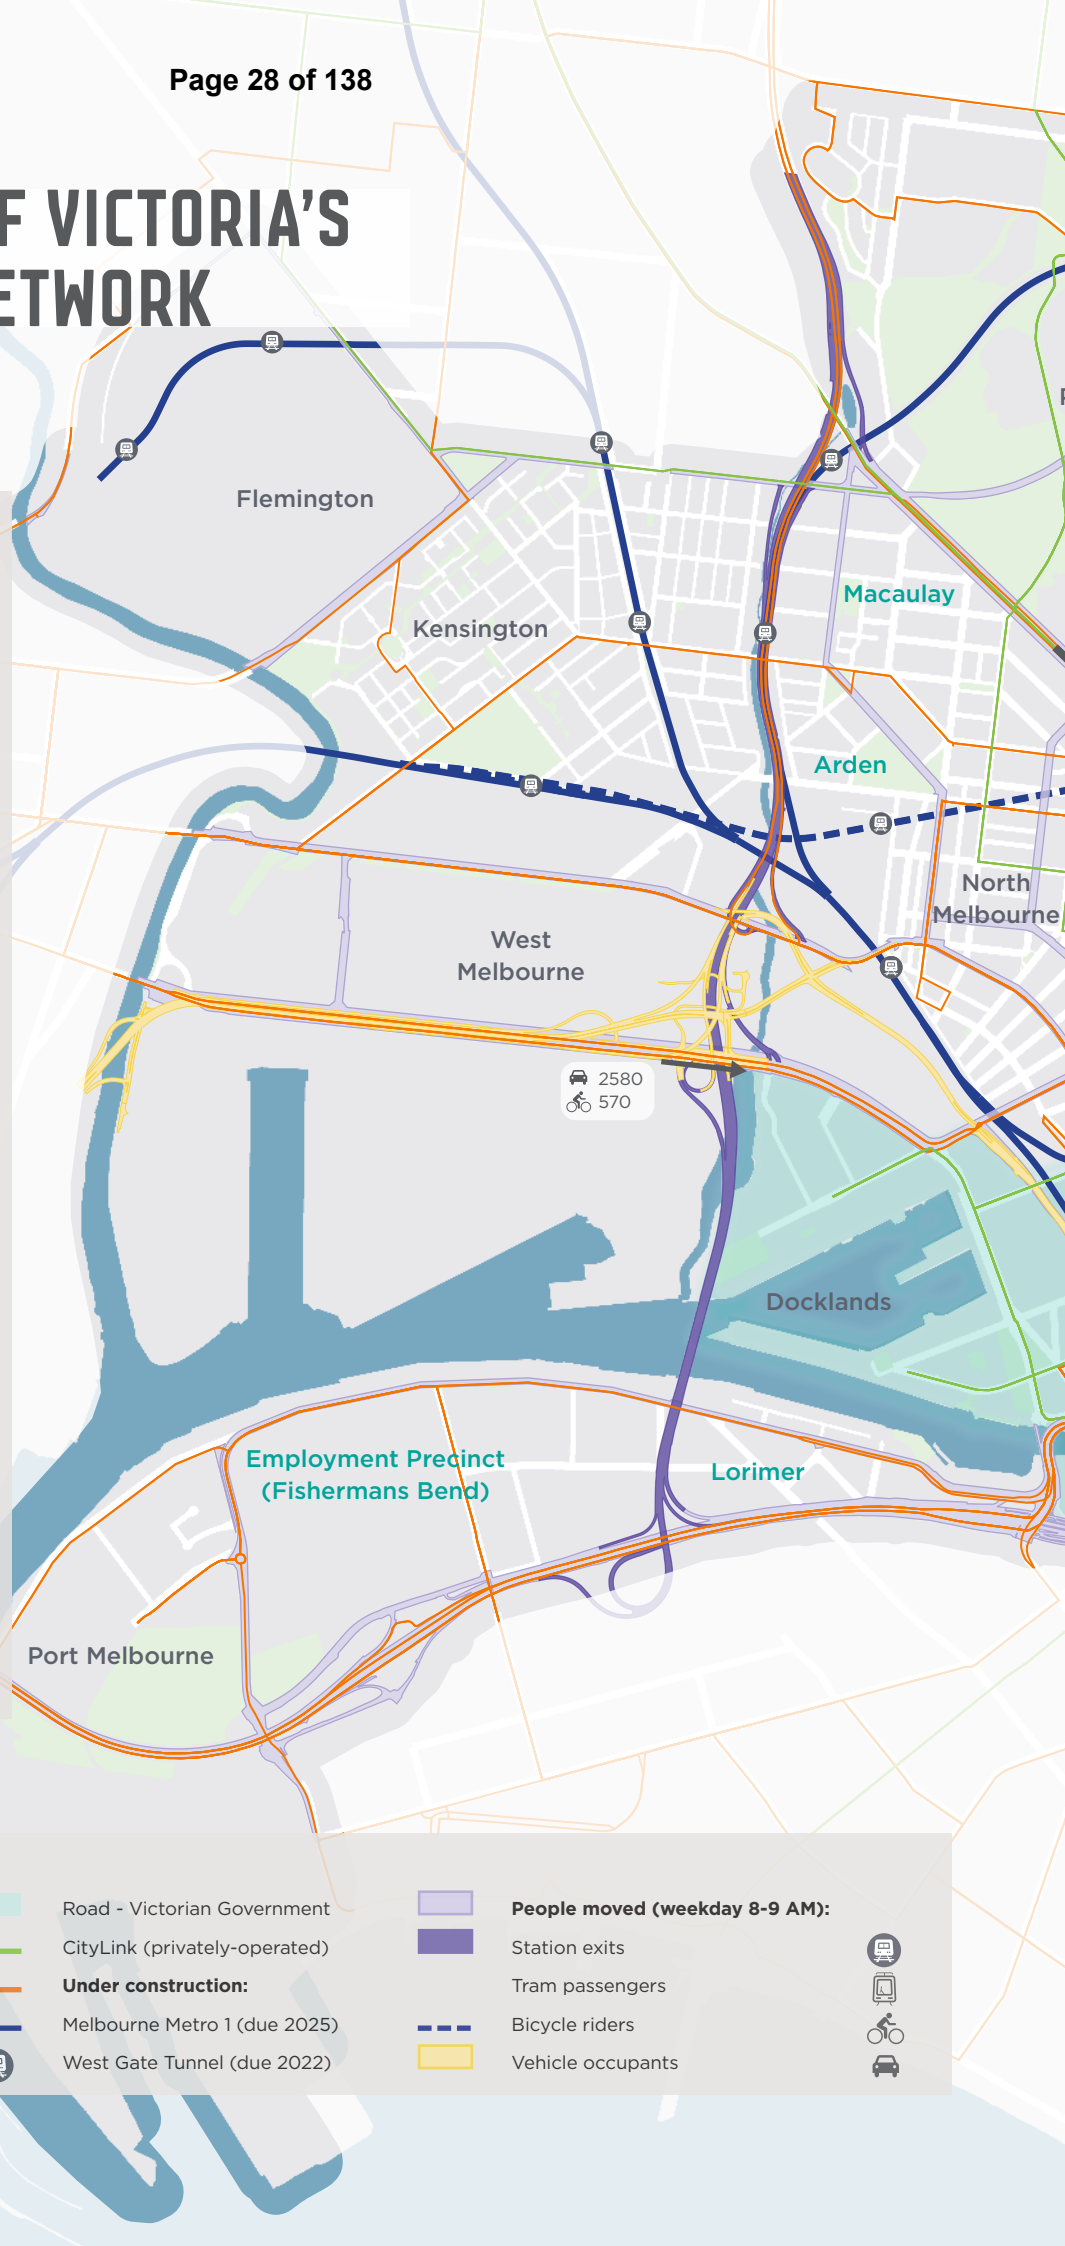 Page 28 of 138
F VICTORIA'S
ETWORK
Flemington
Macaulay
Kensington
Arden
North
Melbourne
West
Melbourne
2580
570
Docklands
Employment Precinct
(Fishermans Bend)
Lorimer
Port Melbourne
Road - Victorian Government
CityLink (privately-operated)
Under construction:
Melbourne Metro 1 (due 2025)
West Gate Tunnel (due 2022)
People moved (weekday 8-9 AM):
Station exits
Tram passengers
Bicycle riders
Vehicle occupants